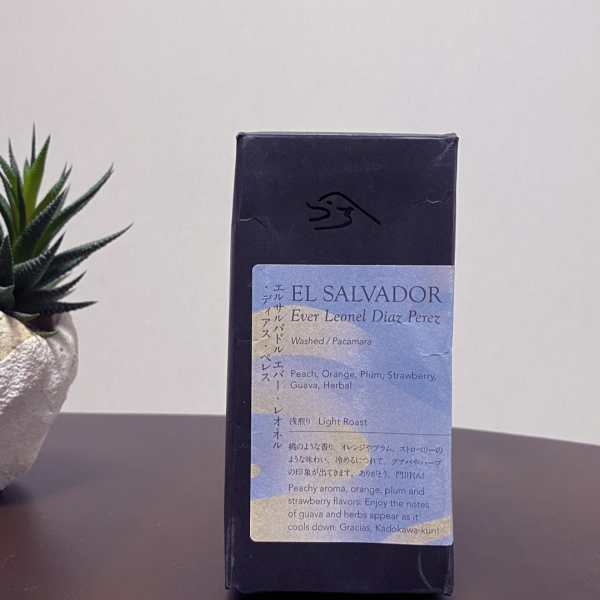 エルサルバドル エバー・レオネル
・ディアス・ペレス
EL SALVADOR
Ever Leonel Diaz Perez
Washed / Pacamara
Peach, Orange, Plum, Strawberry,
Guava, Herbal
浅煎り Light Roast
桃のような香り、オレンジやプラム、ストロベリーの
ような味わい。冷めるにつれて、グアバやハーブ
の印象が出てきます。ありがとう、門川くん!
Peachy aroma, orange, plum and
strawberry flavors. Enjoy the notes
of guava and herbs appear as it
cools down. Gracias, Kadokawa-kun!